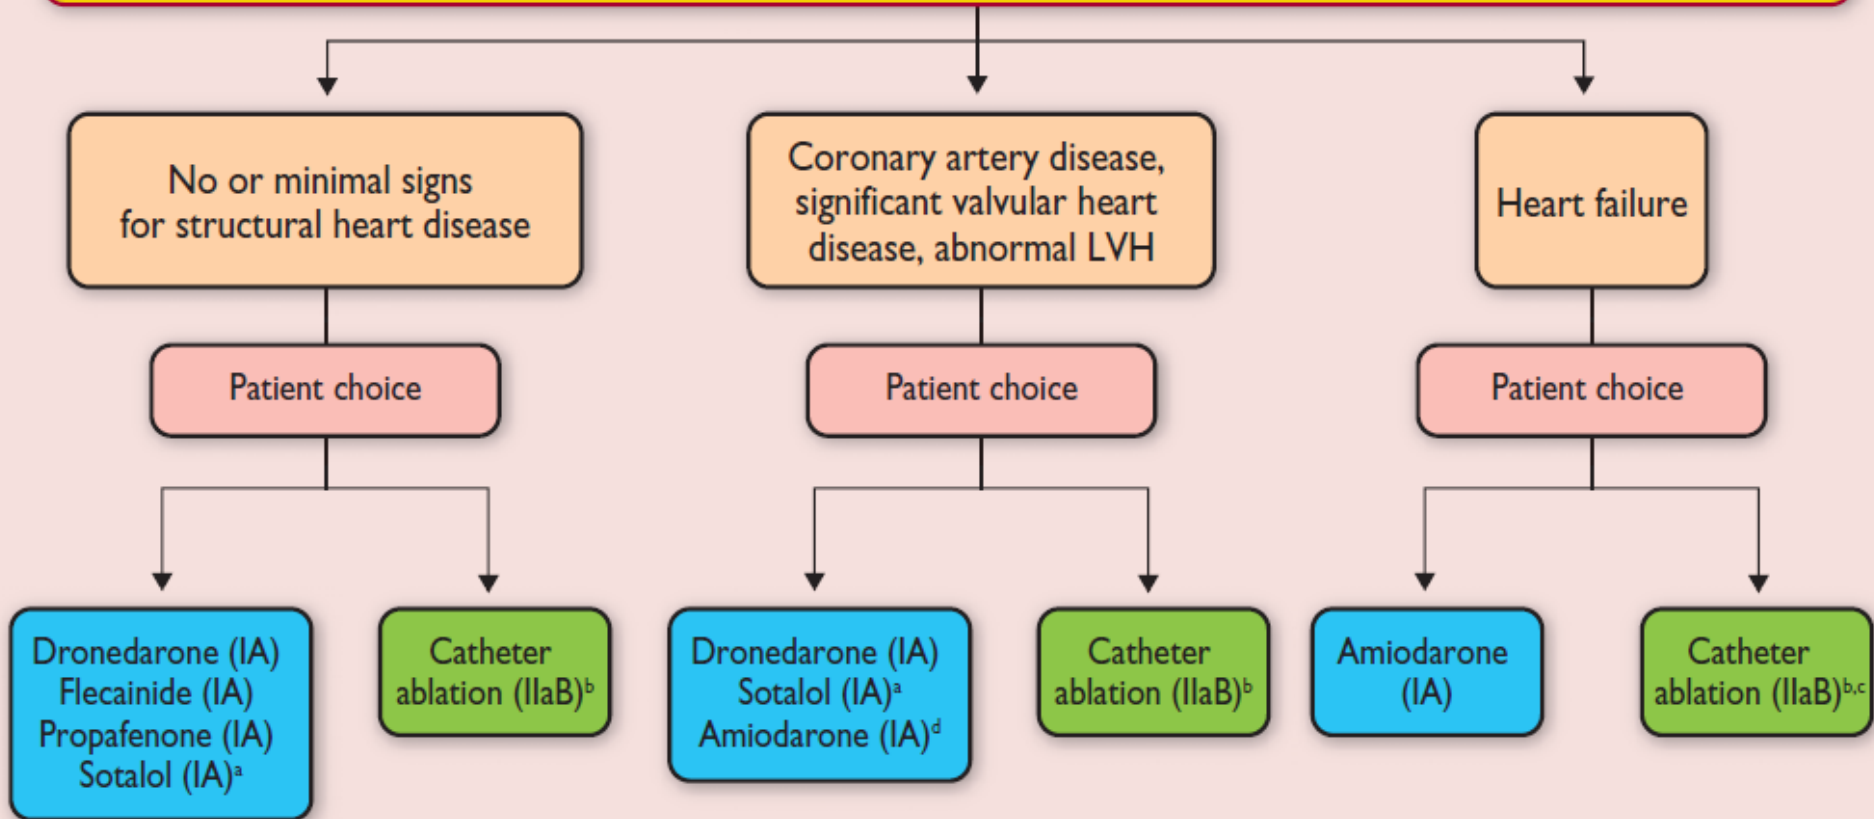 No or minimal signs
for structural heart disease
Coronary artery disease,
significant valvular heart
disease, abnormal LVH
Heart failure
Patient choice
Patient choice
Patient choice
Dronedarone (IA)
Flecainide (IA)
Propafenone (IA)
Sotalol (IA)ᵃ
Catheter
ablation (IIaB)ᵇ
Dronedarone (IA)
Sotalol (IA)ᵃ
Amiodarone (IA)ᵈ
Catheter
ablation (IIaB)ᵇ
Amiodarone
(IA)
Catheter
ablation (IIaB)ᵇ,ᶜ